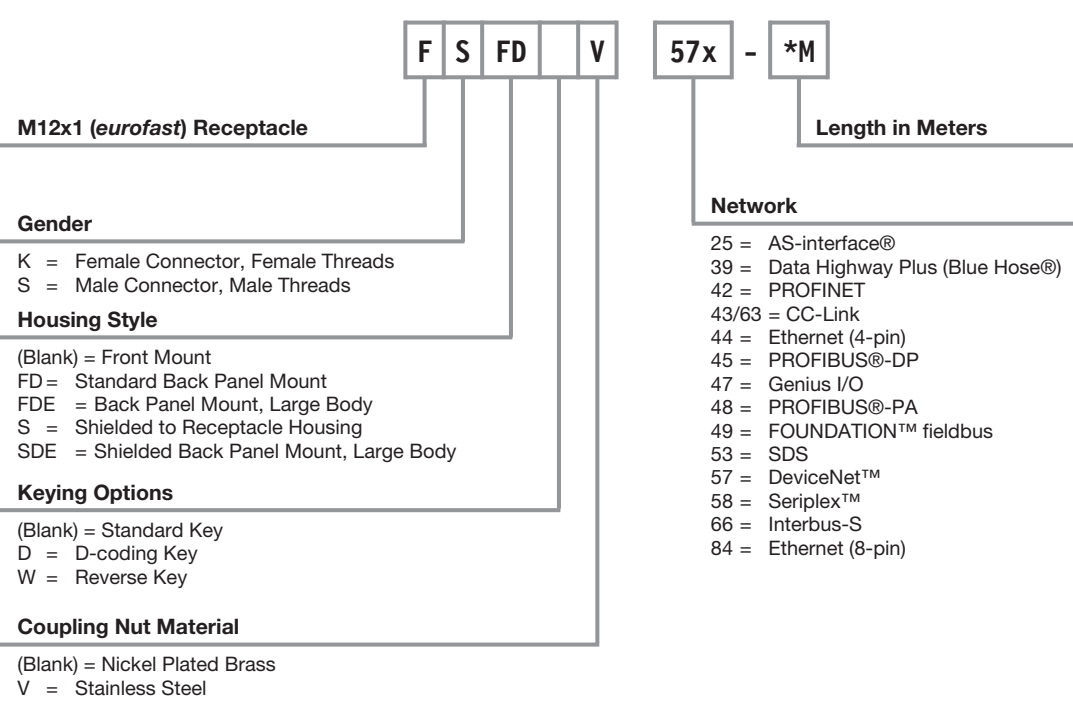 F S FD V 57x - *M
M12x1 (eurofast) Receptacle
Length in Meters
Gender
K = Female Connector, Female Threads
S = Male Connector, Male Threads
Housing Style
(Blank) = Front Mount
FD = Standard Back Panel Mount
FDE = Back Panel Mount, Large Body
S = Shielded to Receptacle Housing
SDE = Shielded Back Panel Mount, Large Body
Keying Options
(Blank) = Standard Key
D = D-coding Key
W = Reverse Key
Coupling Nut Material
(Blank) = Nickel Plated Brass
V = Stainless Steel
Network
25 = AS-interface®
39 = Data Highway Plus (Blue Hose®)
42 = PROFINET
43/63 = CC-Link
44 = Ethernet (4-pin)
45 = PROFIBUS®-DP
47 = Genius I/O
48 = PROFIBUS®-PA
49 = FOUNDATION™ fieldbus
53 = SDS
57 = DeviceNet™
58 = Seriplex™
66 = Interbus-S
84 = Ethernet (8-pin)